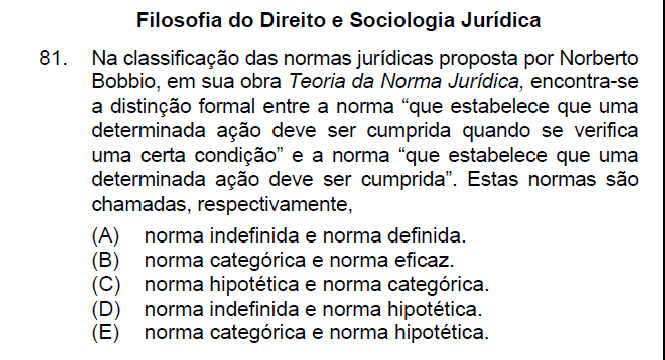 Filosofia do Direito e Sociologia Jurídica
81. Na classificação das normas jurídicas proposta por Norberto
Bobbio, em sua obra Teoria da Norma Jurídica, encontra-se
a distinção formal entre a norma “que estabelece que uma
determinada ação deve ser cumprida quando se verifica
uma certa condição” e a norma “que estabelece que uma
determinada ação deve ser cumprida”. Estas normas são
chamadas, respectivamente,
(A) norma indefinida e norma definida.
(B) norma categórica e norma eficaz.
(C) norma hipotética e norma categórica.
(D) norma indefinida e norma hipotética.
(E) norma categórica e norma hipotética.